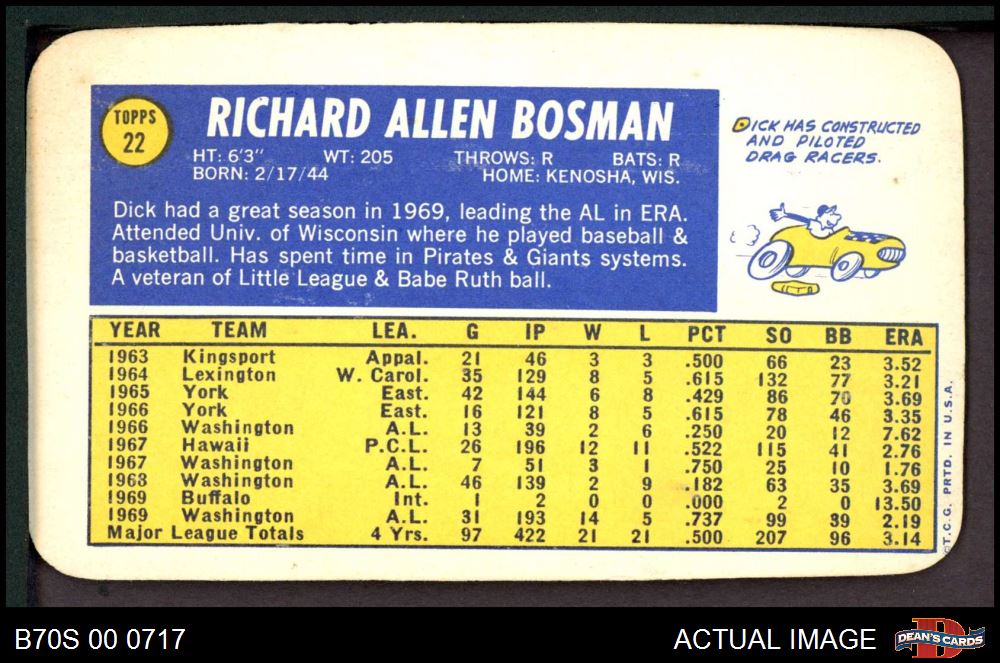 TOPPS
22
RICHARD ALLEN BOSMAN
HT: 6'3" WT: 205 THROWS: R BATS: R
BORN: 2/17/44 HOME: KENOSHA, WIS.
Dick had a great season in 1969, leading the AL in ERA.
Attended Univ. of Wisconsin where he played baseball &
basketball. Has spent time in Pirates & Giants systems.
A veteran of Little League & Babe Ruth ball.
DICK HAS CONSTRUCTED
AND PILOTED
DRAG RACERS.
YEAR TEAM LEA. G IP W L PCT SO BB ERA
1963 Kingsport Appal. 21 46 3 3 .500 66 23 3.52
1964 Lexington W. Carol. 35 129 8 5 .615 132 77 3.21
1965 York East. 42 144 6 8 .429 86 70 3.69
1966 York East. 16 121 8 5 .615 78 46 3.35
1966 Washington A.L. 13 39 2 6 .250 20 12 7.62
1967 Hawaii P.C.L. 26 196 12 11 .522 115 41 2.76
1967 Washington A.L. 7 51 3 1 .750 25 10 1.76
1968 Washington A.L. 46 139 2 9 .182 63 35 3.69
1969 Buffalo Int. 1 2 0 0 .000 2 0 13.50
1969 Washington A.L. 31 193 14 5 .737 99 39 2.19
Major League Totals 4 Yrs. 97 422 21 21 .500 207 96 3.14
©T.C.G. PRTD. IN U.S.A.
B70S 00 0717
ACTUAL IMAGE
D
DEAN'S CARDS